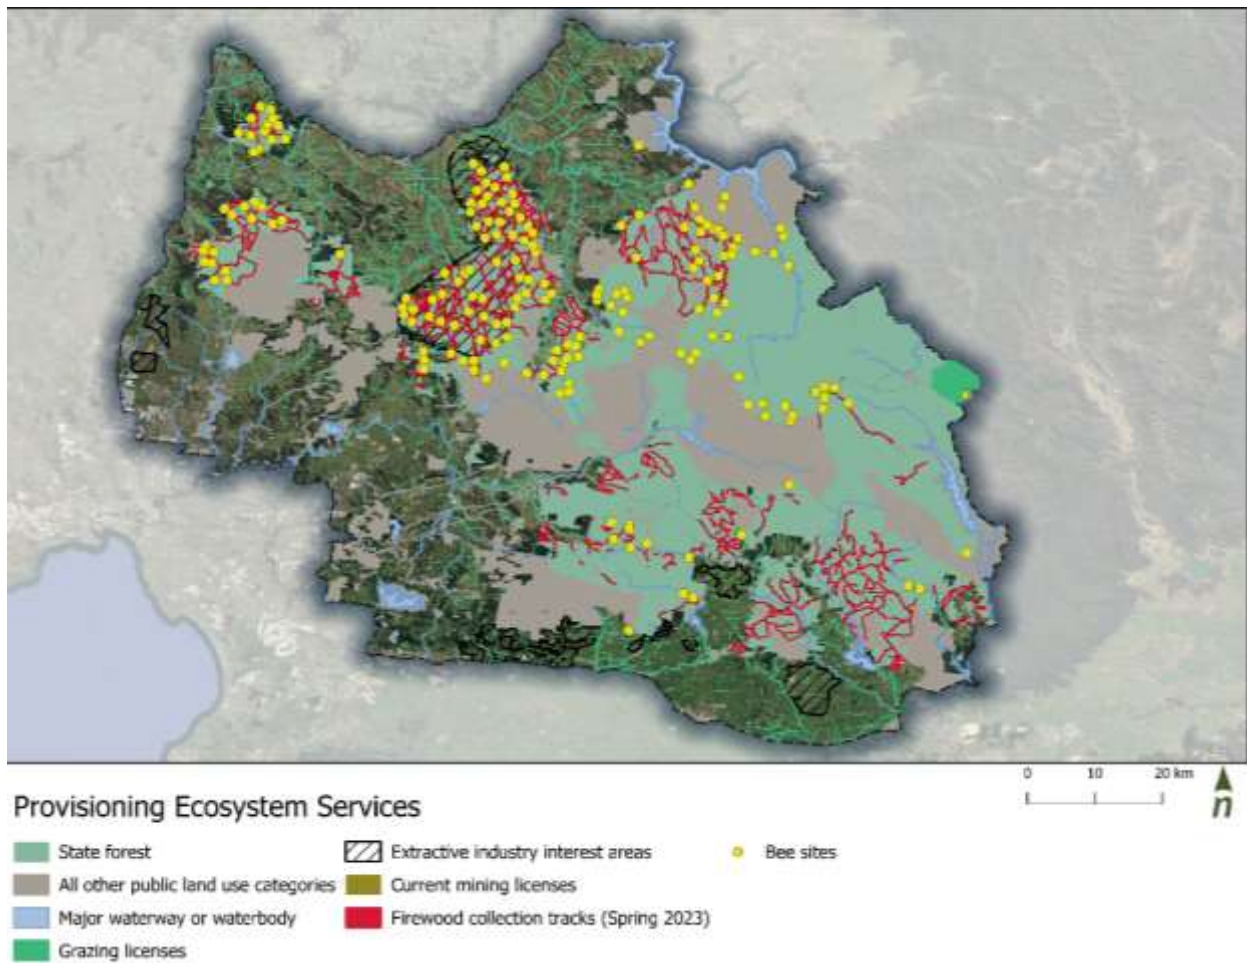 0 10 20 km
n
Provisioning Ecosystem Services
State forest
Extractive industry interest areas
Bee sites
All other public land use categories
Current mining licenses
Major waterway or waterbody
Firewood collection tracks (Spring 2023)
Grazing licenses